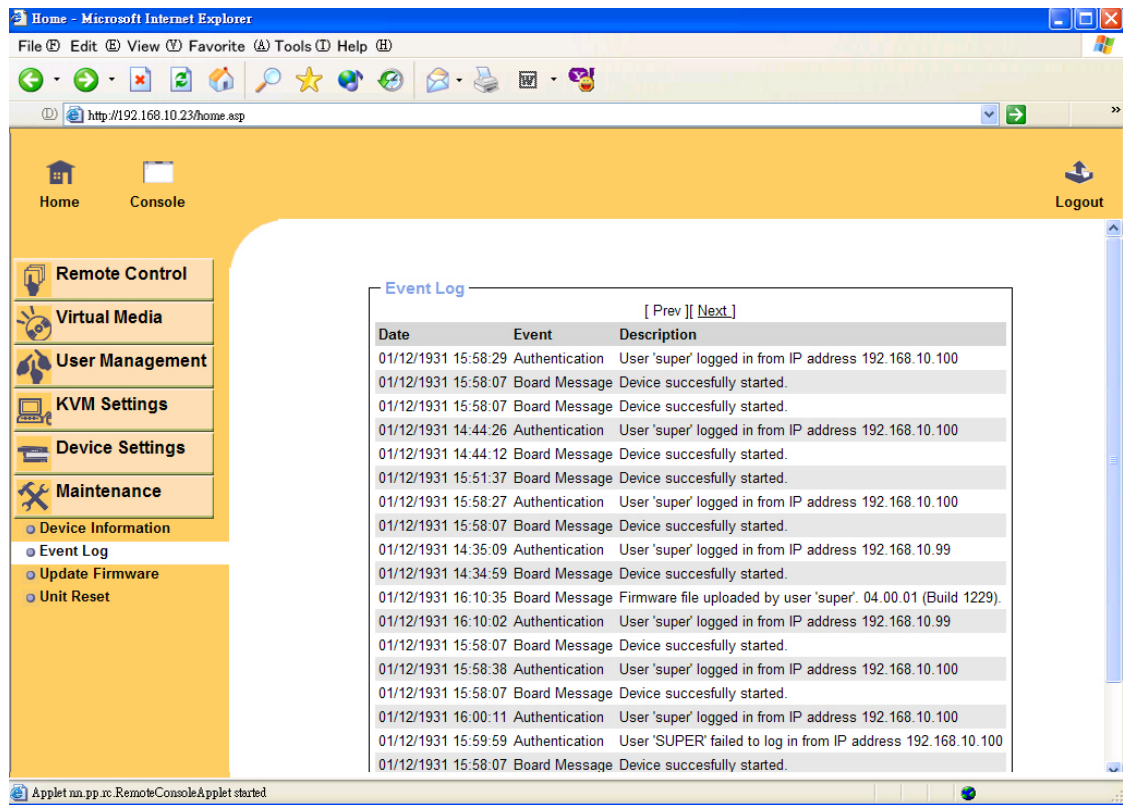 Home - Microsoft Internet Explorer
File(F) Edit(E) View(V) Favorite(A) Tools(T) Help(H)
(D) http://192.168.10.23/home.asp »
Home Console Logout
Remote Control
Virtual Media
User Management
KVM Settings
Device Settings
Maintenance
Device Information
Event Log
Update Firmware
Unit Reset
Event Log
[ Prev ][ Next ]
Date Event Description
01/12/1931 15:58:29 Authentication User 'super' logged in from IP address 192.168.10.100
01/12/1931 15:58:07 Board Message Device succesfully started.
01/12/1931 15:58:07 Board Message Device succesfully started.
01/12/1931 14:44:26 Authentication User 'super' logged in from IP address 192.168.10.100
01/12/1931 14:44:12 Board Message Device succesfully started.
01/12/1931 15:51:37 Board Message Device succesfully started.
01/12/1931 15:58:27 Authentication User 'super' logged in from IP address 192.168.10.100
01/12/1931 15:58:07 Board Message Device succesfully started.
01/12/1931 14:35:09 Authentication User 'super' logged in from IP address 192.168.10.99
01/12/1931 14:34:59 Board Message Device succesfully started.
01/12/1931 16:10:35 Board Message Firmware file uploaded by user 'super'. 04.00.01 (Build 1229).
01/12/1931 16:10:02 Authentication User 'super' logged in from IP address 192.168.10.99
01/12/1931 15:58:07 Board Message Device succesfully started.
01/12/1931 15:58:38 Authentication User 'super' logged in from IP address 192.168.10.100
01/12/1931 15:58:07 Board Message Device succesfully started.
01/12/1931 16:00:11 Authentication User 'super' logged in from IP address 192.168.10.100
01/12/1931 15:59:59 Authentication User 'SUPER' failed to log in from IP address 192.168.10.100
01/12/1931 15:58:07 Board Message Device succesfully started.
Applet nn.pp.rc.RemoteConsoleApplet started